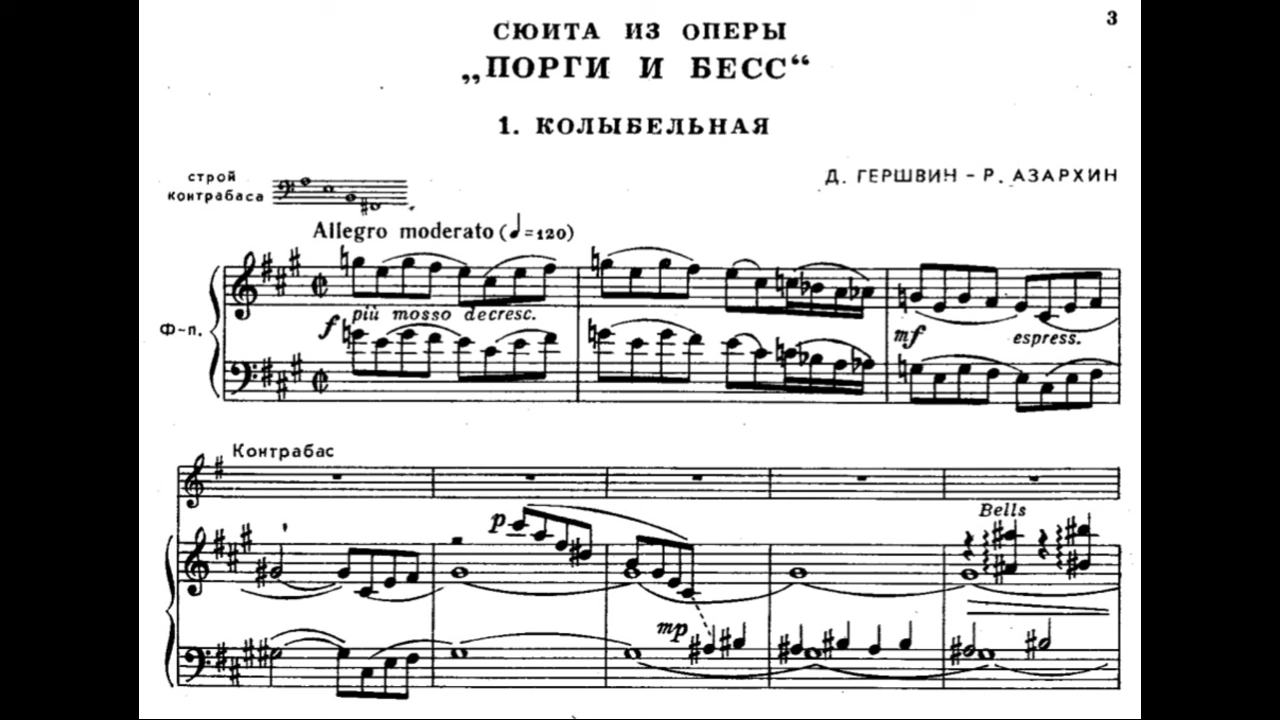 3
СЮИТА ИЗ ОПЕРЫ
„ПОРГИ И БЕСС“
1. КОЛЫБЕЛЬНАЯ
строй
контрабаса
Д. ГЕРШВИН – Р. АЗАРХИН
Allegro moderato (♩=120)
Ф-п.
f più mosso decresc.
mf espress.
Контрабас
p
Bells
mp